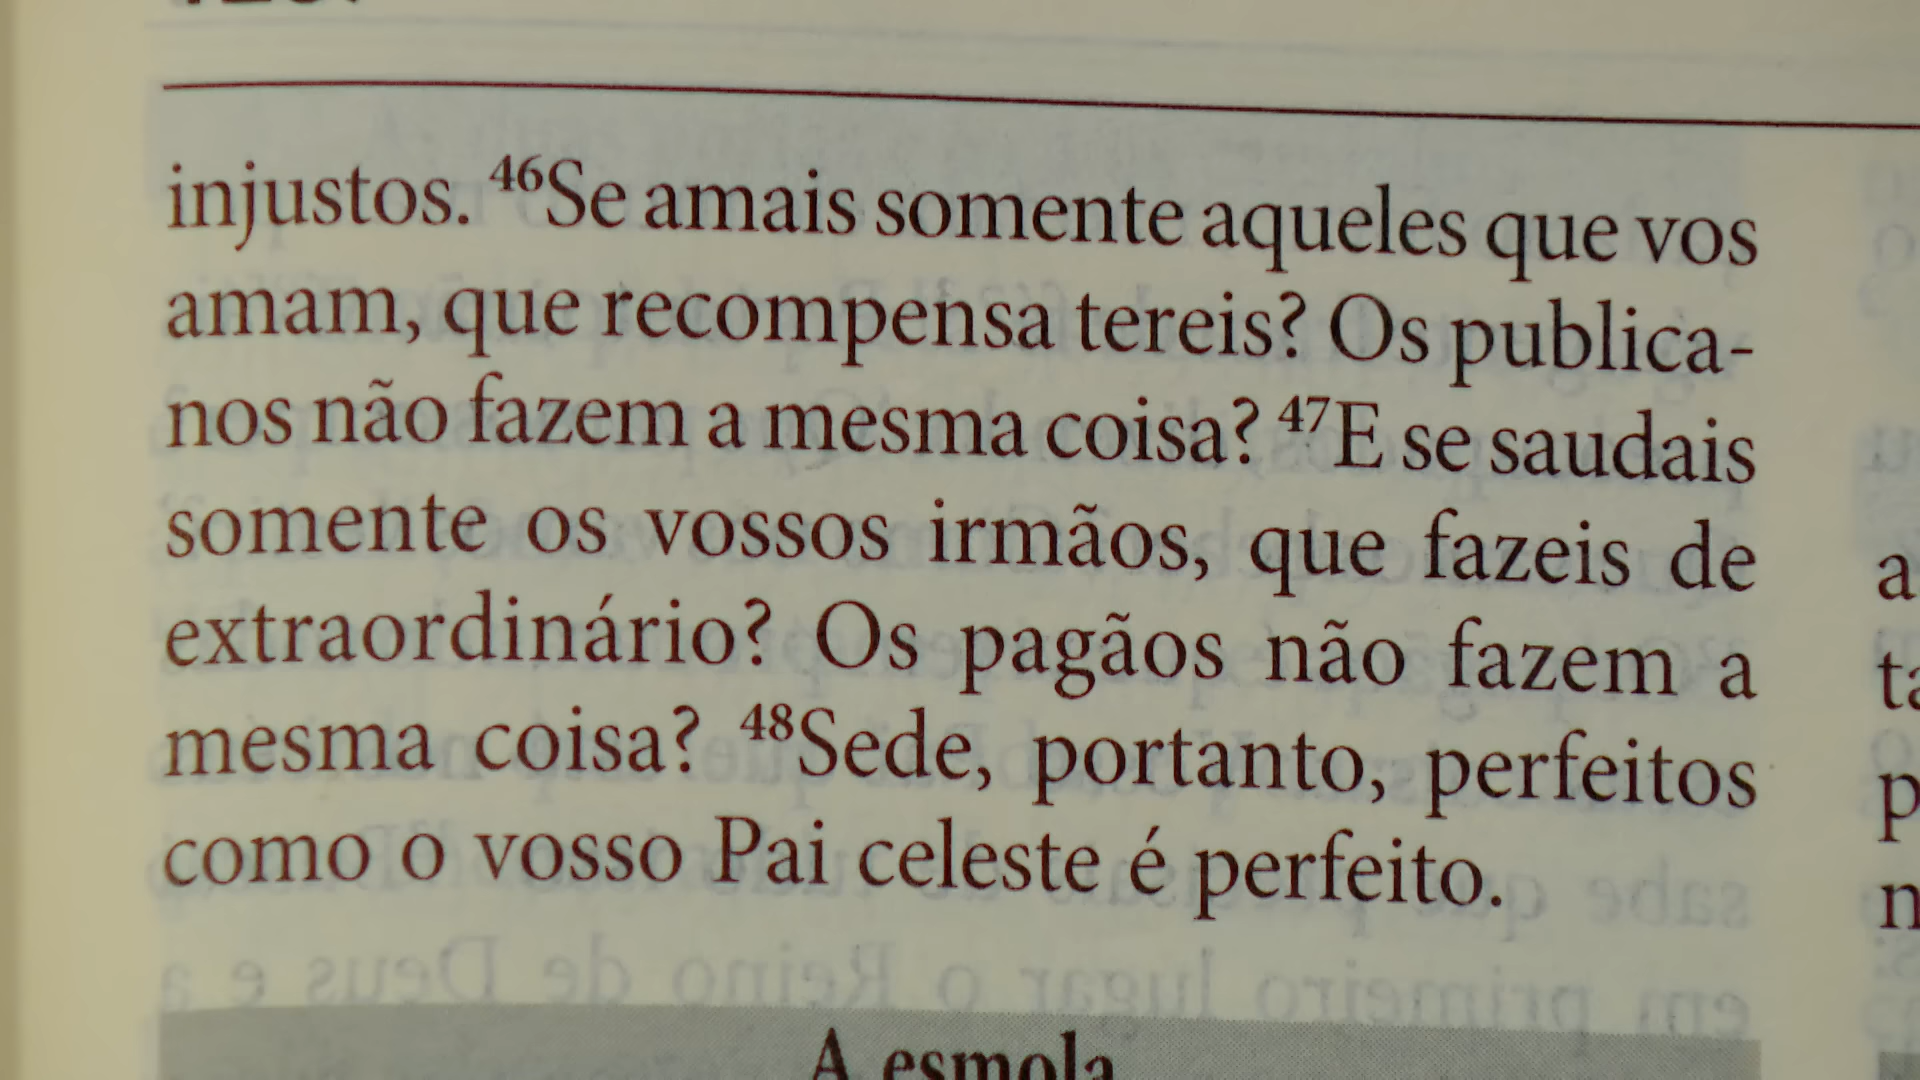 injustos. ⁴⁶Se amais somente aqueles que vos
amam, que recompensa tereis? Os publica-
nos não fazem a mesma coisa? ⁴⁷E se saudais
somente os vossos irmãos, que fazeis de
extraordinário? Os pagãos não fazem a
mesma coisa? ⁴⁸Sede, portanto, perfeitos
como o vosso Pai celeste é perfeito.
A esmola